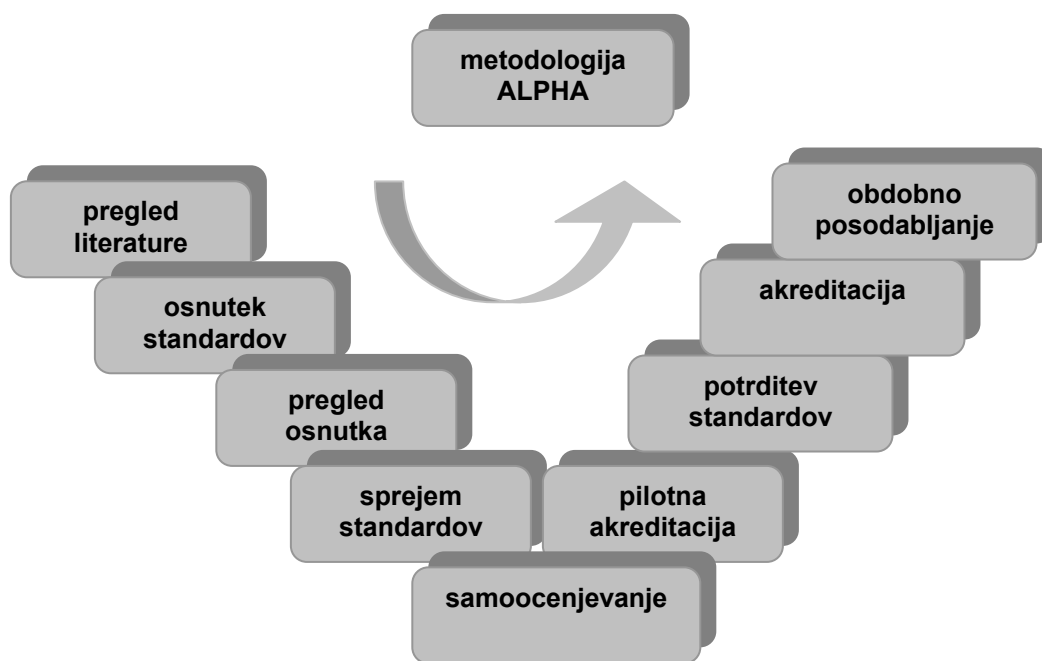 metodologija
ALPHA
pregled
literature
osnutek
standardov
pregled
osnutka
sprejem
standardov
samoocenjevanje
pilotna
akreditacija
potrditev
standardov
akreditacija
obdobno
posodabljanje